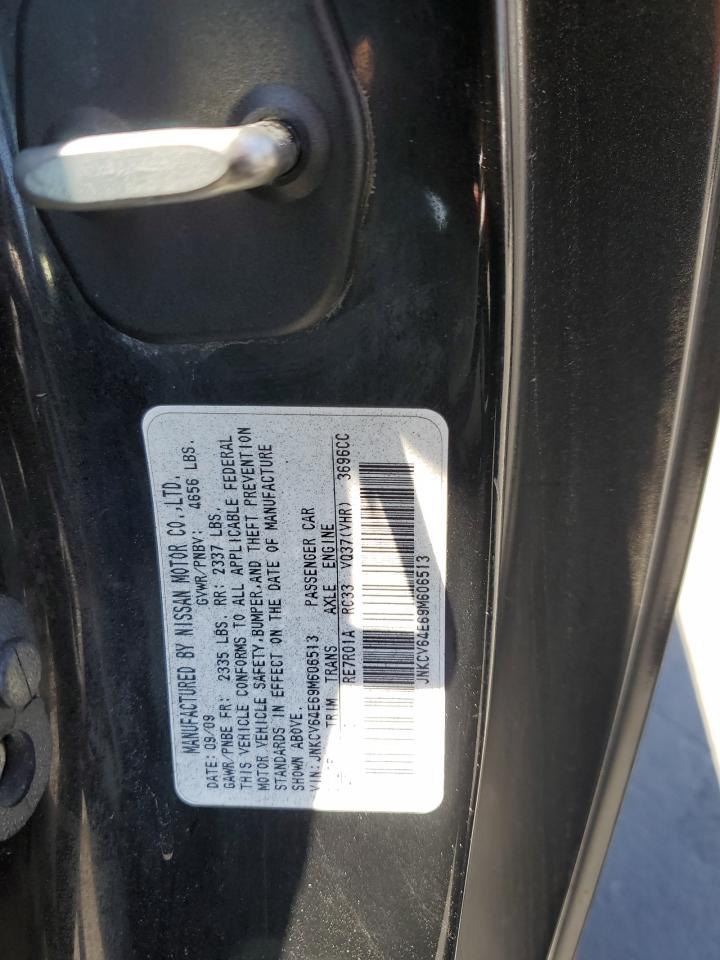 MANUFACTURED BY NISSAN MOTOR CO.,LTD.
DATE: 09/09 GVWR/PNBV: 4656 LBS.
GAWR/PNBE FR: 2335 LBS. RR: 2337 LBS.
THIS VEHICLE CONFORMS TO ALL APPLICABLE FEDERAL
MOTOR VEHICLE SAFETY,BUMPER,AND THEFT PREVENTION
STANDARDS IN EFFECT ON THE DATE OF MANUFACTURE
SHOWN ABOVE.
VIN: JNKCV64E69M606513 PASSENGER CAR
TRIM TRANS AXLE ENGINE
RE7R01A RC33 VQ37(VHR) 3696CC
JNKCV64E69M606513